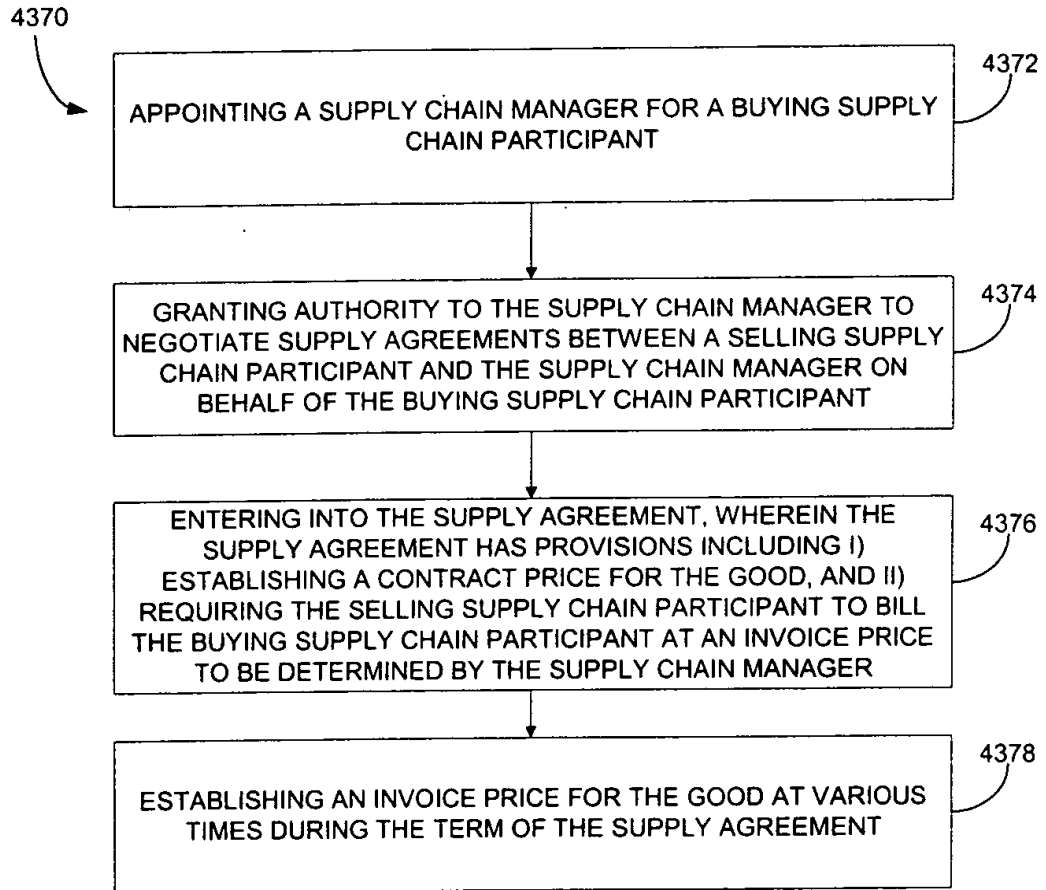 4370
4372
APPOINTING A SUPPLY CHAIN MANAGER FOR A BUYING SUPPLY
CHAIN PARTICIPANT
4374
GRANTING AUTHORITY TO THE SUPPLY CHAIN MANAGER TO
NEGOTIATE SUPPLY AGREEMENTS BETWEEN A SELLING SUPPLY
CHAIN PARTICIPANT AND THE SUPPLY CHAIN MANAGER ON
BEHALF OF THE BUYING SUPPLY CHAIN PARTICIPANT
4376
ENTERING INTO THE SUPPLY AGREEMENT, WHEREIN THE
SUPPLY AGREEMENT HAS PROVISIONS INCLUDING I)
ESTABLISHING A CONTRACT PRICE FOR THE GOOD, AND II)
REQUIRING THE SELLING SUPPLY CHAIN PARTICIPANT TO BILL
THE BUYING SUPPLY CHAIN PARTICIPANT AT AN INVOICE PRICE
TO BE DETERMINED BY THE SUPPLY CHAIN MANAGER
4378
ESTABLISHING AN INVOICE PRICE FOR THE GOOD AT VARIOUS
TIMES DURING THE TERM OF THE SUPPLY AGREEMENT